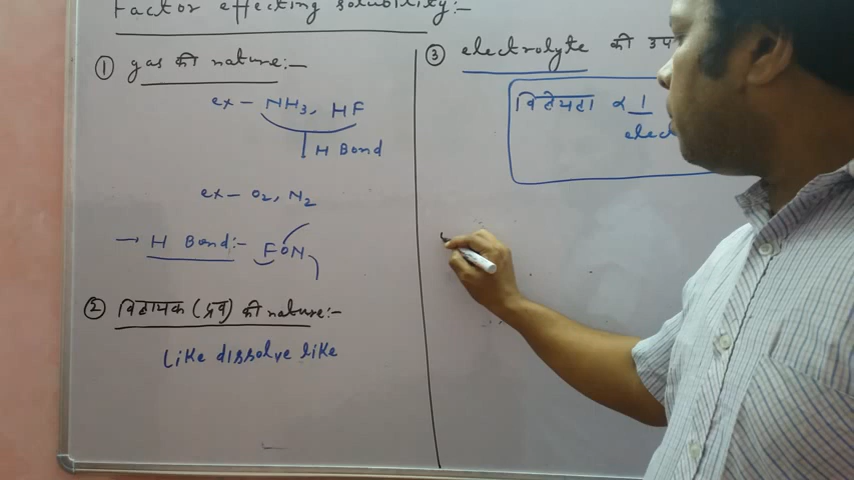 Factor effecting solubility:-
① gas की nature:-
ex - NH3, HF
H Bond
ex - O2, N2
→ H Bond:- FON
② विलायक (द्रव) की nature:-
Like dissolve like
③ electrolyte की
विलेयता ∝ 1